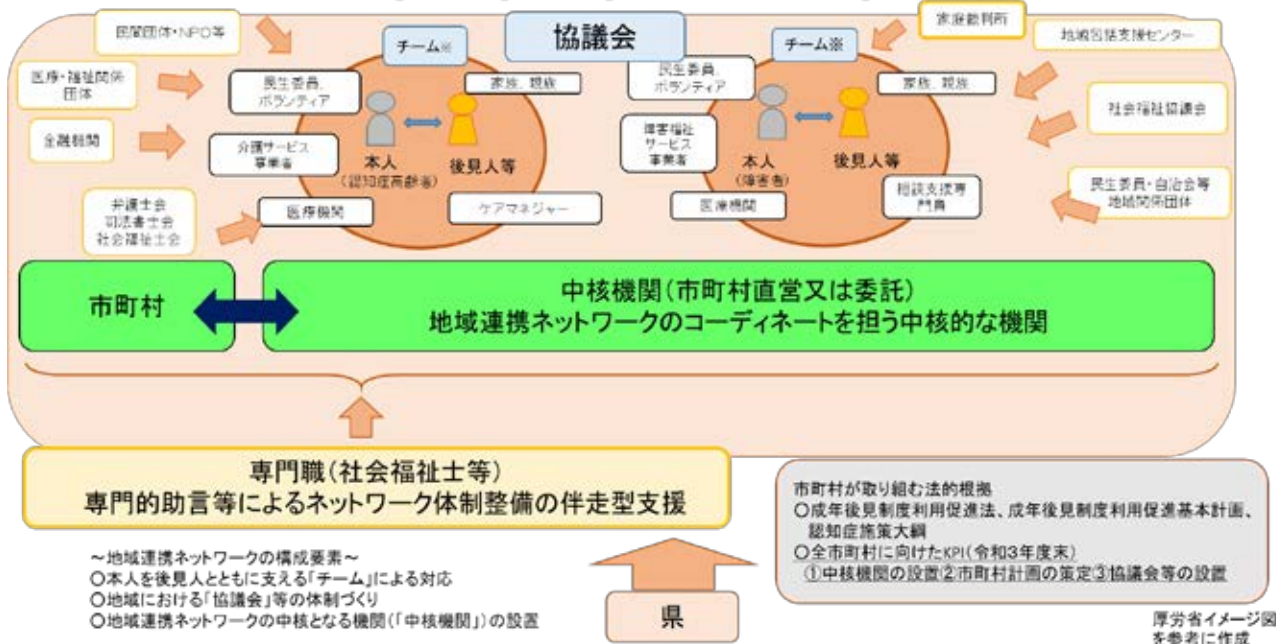 民間団体・NPO等
チーム※
協議会
チーム※
家庭裁判所
地域包括支援センター
医療・福祉関係
団体
民生委員、
ボランティア
家族、親族
民生委員、
ボランティア
家族、親族
社会福祉協議会
金融機関
介護サービス
事業者
本人
(認知症高齢者)
後見人等
障害福祉
サービス
事業者
本人
(障害者)
後見人等
弁護士会
司法書士会
社会福祉士会
医療機関
ケアマネジャー
医療機関
相談支援専
門員
民生委員・自治会等
地域関係団体
市町村
中核機関(市町村直営又は委託)
地域連携ネットワークのコーディネートを担う中核的な機関
専門職(社会福祉士等)
専門的助言等によるネットワーク体制整備の伴走型支援
市町村が取り組む法的根拠
○成年後見制度利用促進法、成年後見制度利用促進基本計画、
認知症施策大綱
○全市町村に向けたKPI(令和3年度末)
①中核機関の設置②市町村計画の策定③協議会等の設置
~地域連携ネットワークの構成要素~
○本人を後見人とともに支える「チーム」による対応
○地域における「協議会」等の体制づくり
○地域連携ネットワークの中核となる機関(「中核機関」)の設置
県
厚労省イメージ図
を参考に作成